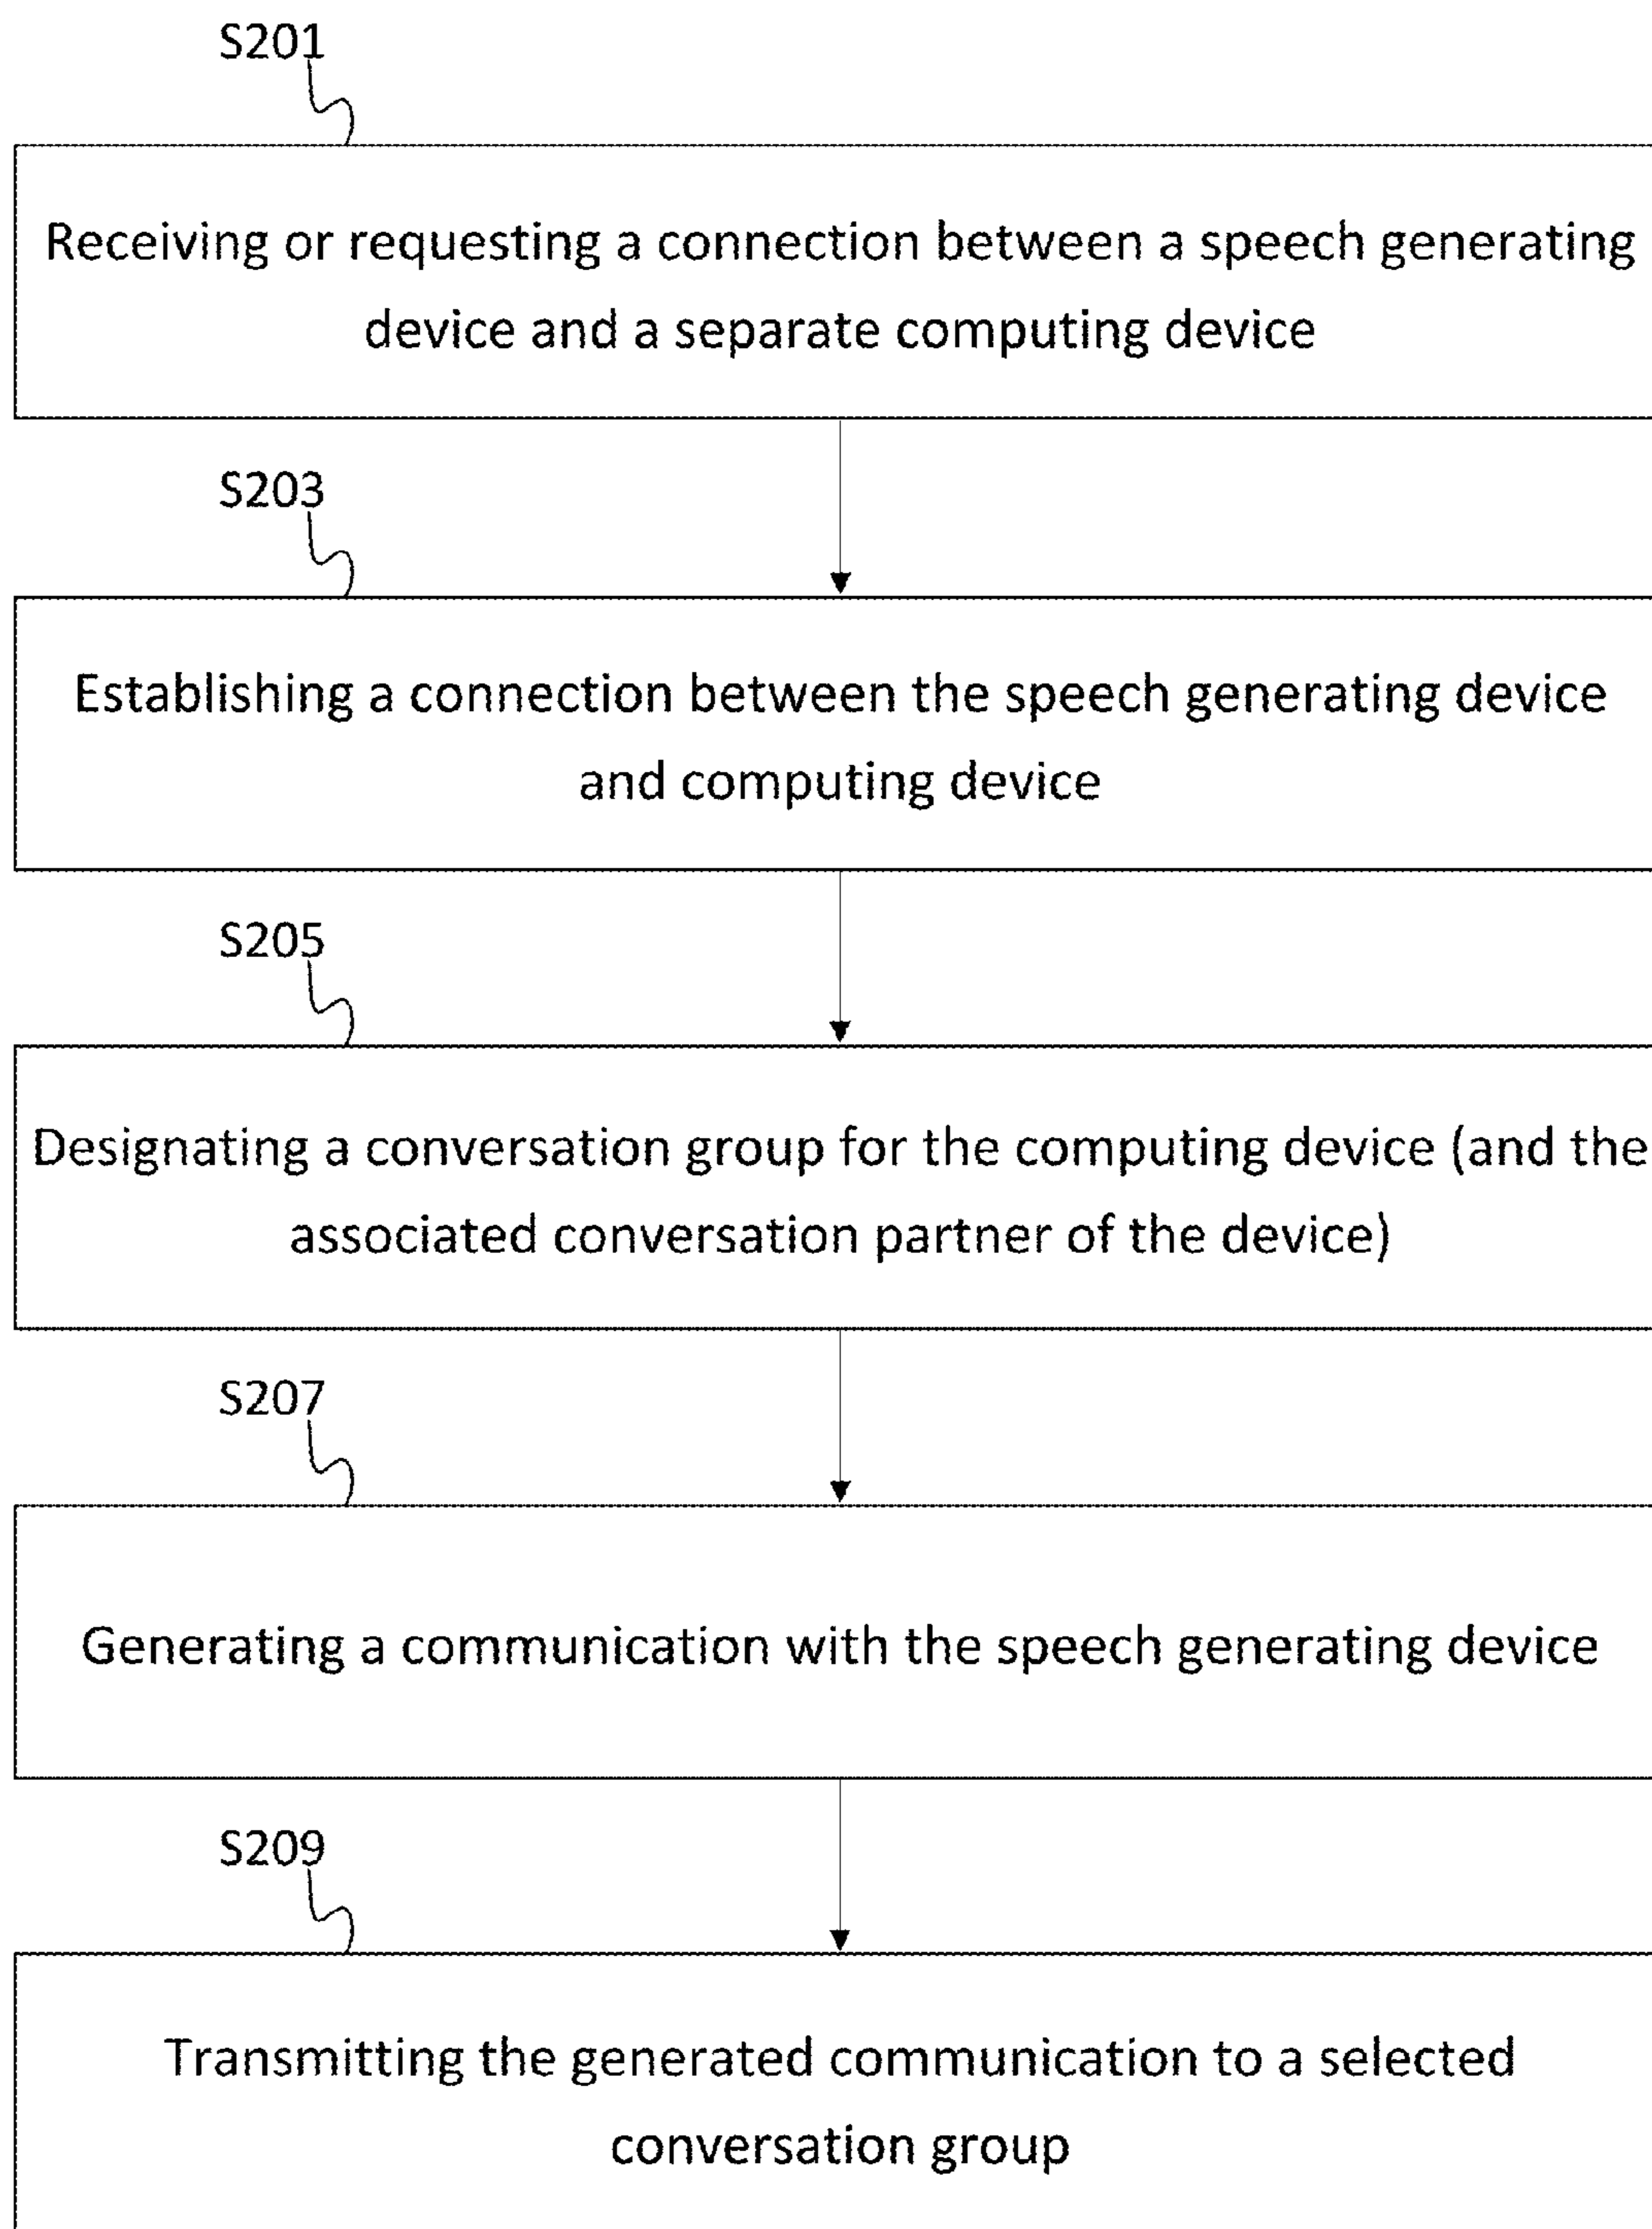 S201
Receiving or requesting a connection between a speech generating
device and a separate computing device
S203
Establishing a connection between the speech generating device
and computing device
S205
Designating a conversation group for the computing device (and the
associated conversation partner of the device)
S207
Generating a communication with the speech generating device
S209
Transmitting the generated communication to a selected
conversation group